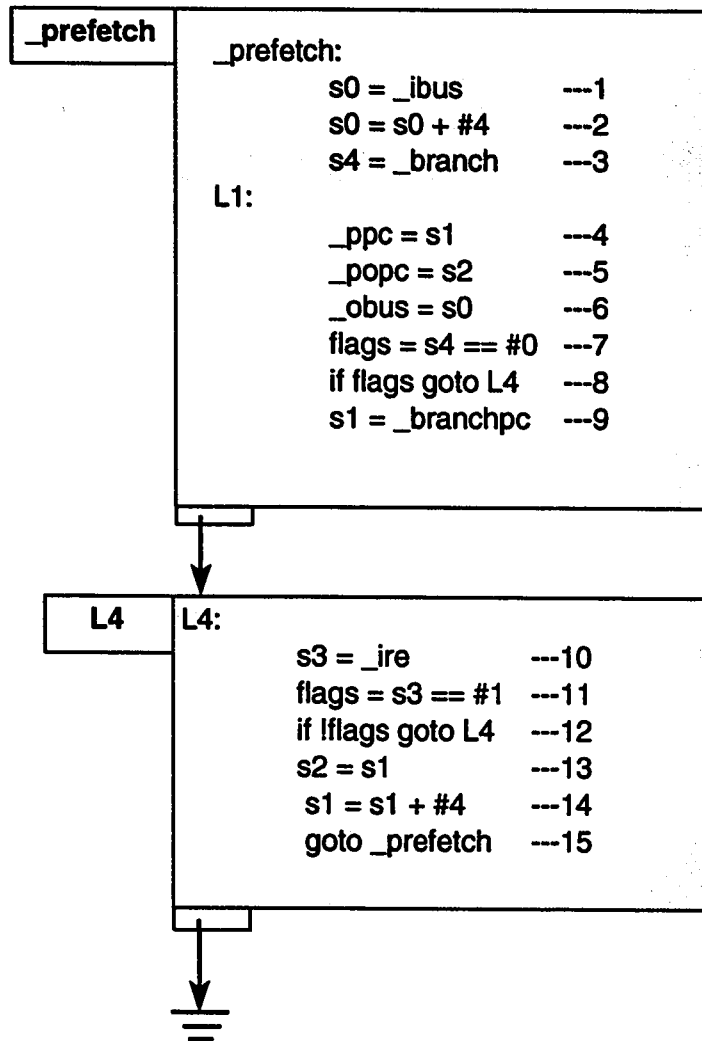 _prefetch
_prefetch:
s0 = _ibus ---1
s0 = s0 + #4 ---2
s4 = _branch ---3
L1:
_ppc = s1 ---4
_popc = s2 ---5
_obus = s0 ---6
flags = s4 == #0 ---7
if flags goto L4 ---8
s1 = _branchpc ---9
L4
L4:
s3 = _ire ---10
flags = s3 == #1 ---11
if !flags goto L4 ---12
s2 = s1 ---13
s1 = s1 + #4 ---14
goto _prefetch ---15